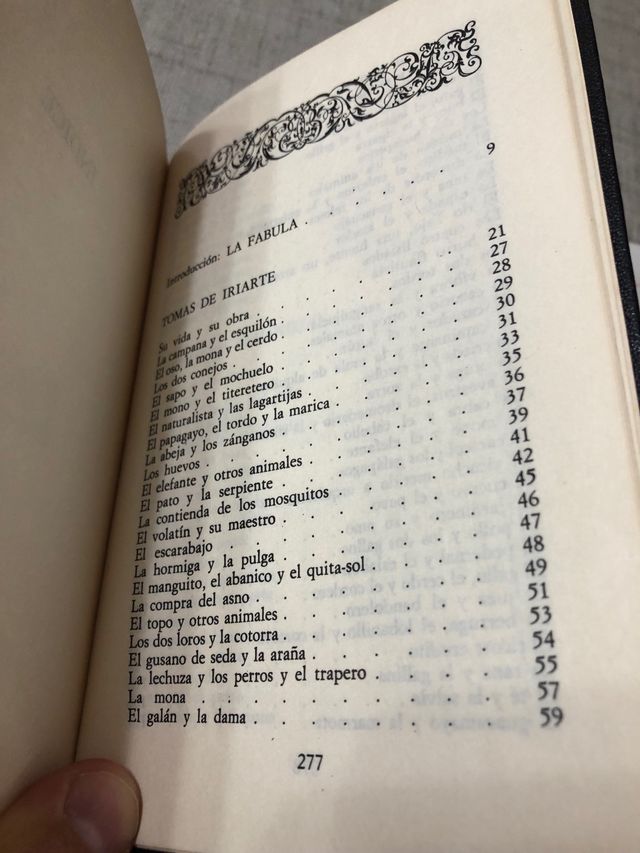 Introducción: LA FABULA . . . . . . 9
TOMAS DE IRIARTE
Su vida y su obra . . . . . . 21
La campana y el esquilón . . . . . . 27
El oso, la mona y el cerdo . . . . . . 28
Los dos conejos . . . . . . 29
El sapo y el mochuelo . . . . . . 30
El mono y el titeretero . . . . . . 31
El naturalista y las lagartijas . . . . . . 33
El papagayo, el tordo y la marica . . . . . 35
La abeja y los zánganos . . . . . . 36
Los huevos . . . . . . . 37
El elefante y otros animales . . . . . . 39
El pato y la serpiente . . . . . . 41
La contienda de los mosquitos . . . . . 42
El volatín y su maestro . . . . . . 45
El escarabajo . . . . . . . 46
La hormiga y la pulga . . . . . . 47
El manguito, el abanico y el quita-sol . . . . 48
La compra del asno . . . . . . 49
El topo y otros animales . . . . . . 51
Los dos loros y la cotorra . . . . . . 53
El gusano de seda y la araña . . . . . 54
La lechuza y los perros y el trapero . . . . 55
La mona . . . . . . . 57
El galán y la dama . . . . . . 59
277